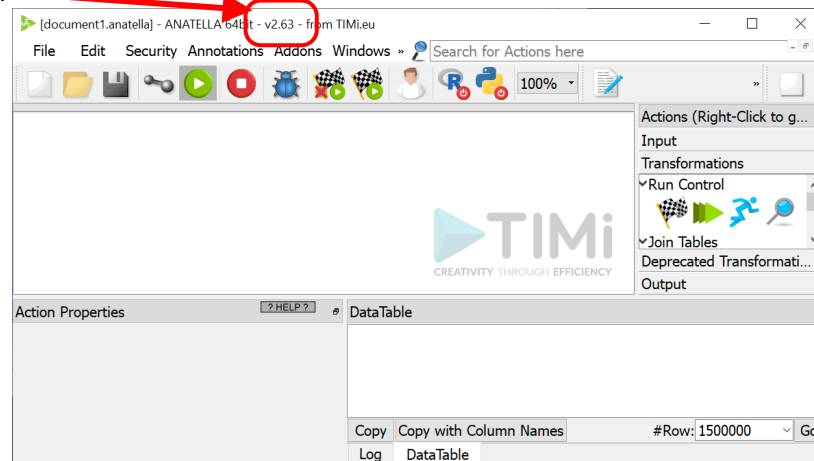 [document1.anatella] - ANATELLA 64bit - v2.63 - from TIMi.eu
File Edit Security Annotations Addons Windows » Search for Actions here
100% »
Actions (Right-Click to g...
Input
Transformations
Run Control
Join Tables
Deprecated Transformati...
Output
TIMi
CREATIVITY THROUGH EFFICIENCY
Action Properties ? HELP ? DataTable
Copy Copy with Column Names #Row: 1500000 Go
Log DataTable